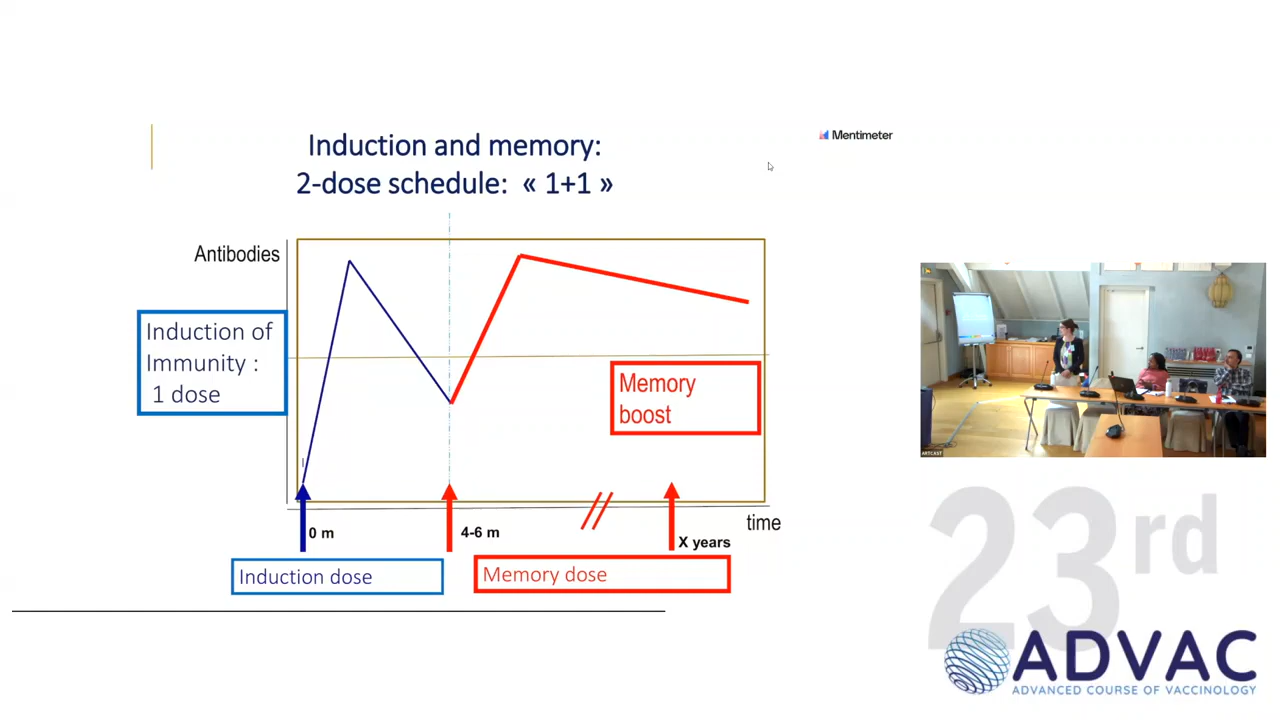 Induction and memory:
2-dose schedule: « 1+1 »
Mentimeter
Antibodies
Induction of
Immunity :
1 dose
Memory
boost
0 m
4-6 m
X years
time
Induction dose
Memory dose
ARTCAST
23rd
ADVAC
ADVANCED COURSE OF VACCINOLOGY